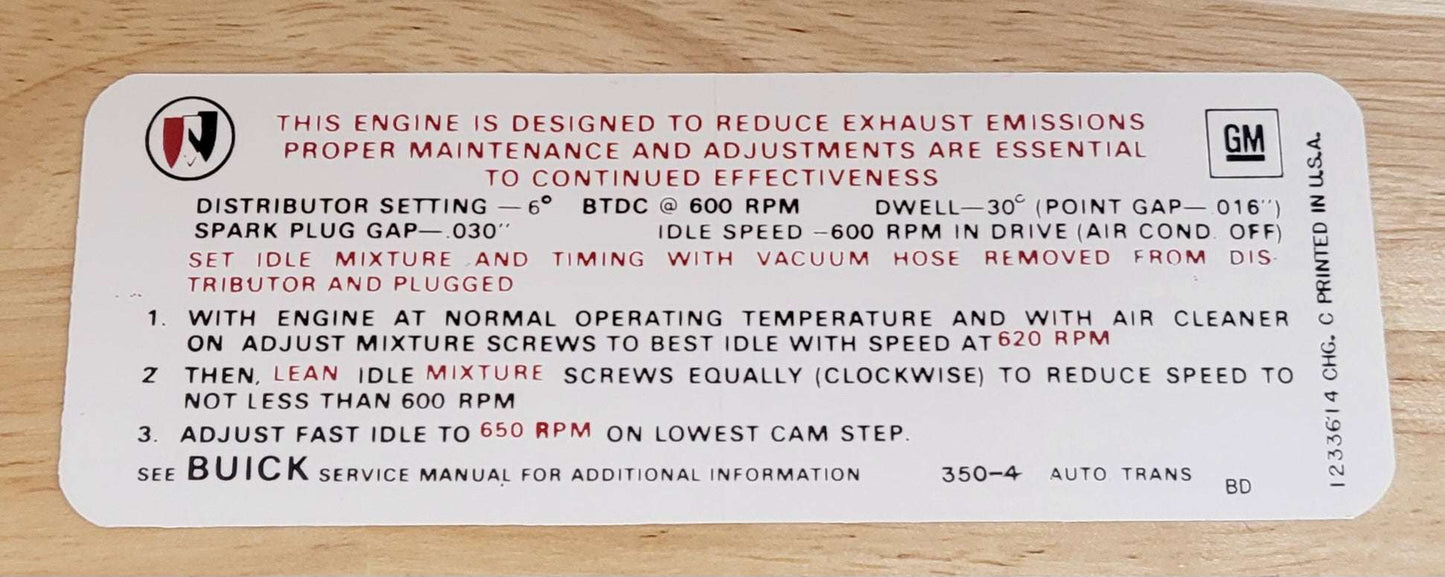 THIS ENGINE IS DESIGNED TO REDUCE EXHAUST EMISSIONS
PROPER MAINTENANCE AND ADJUSTMENTS ARE ESSENTIAL
TO CONTINUED EFFECTIVENESS
GM
DISTRIBUTOR SETTING — 6° BTDC @ 600 RPM DWELL—30° (POINT GAP— .016")
SPARK PLUG GAP—.030" IDLE SPEED –600 RPM IN DRIVE (AIR COND. OFF)
SET IDLE MIXTURE AND TIMING WITH VACUUM HOSE REMOVED FROM DIS-
TRIBUTOR AND PLUGGED
1. WITH ENGINE AT NORMAL OPERATING TEMPERATURE AND WITH AIR CLEANER
ON ADJUST MIXTURE SCREWS TO BEST IDLE WITH SPEED AT 620 RPM
2 THEN, LEAN IDLE MIXTURE SCREWS EQUALLY (CLOCKWISE) TO REDUCE SPEED TO
NOT LESS THAN 600 RPM
3. ADJUST FAST IDLE TO 650 RPM ON LOWEST CAM STEP.
SEE BUICK SERVICE MANUAL FOR ADDITIONAL INFORMATION 350-4 AUTO TRANS BD
1233614 CHG. C PRINTED IN U.S.A.